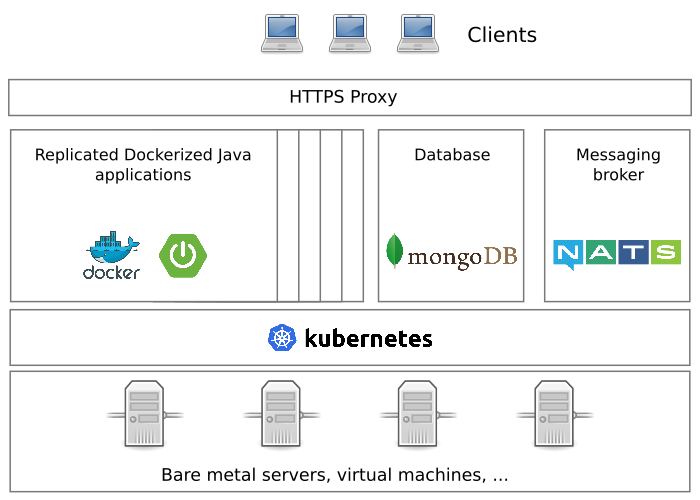 Clients
HTTPS Proxy
Replicated Dockerized Java
applications
docker
Database
mongoDB
Messaging
broker
NATS
kubernetes
Bare metal servers, virtual machines, ...